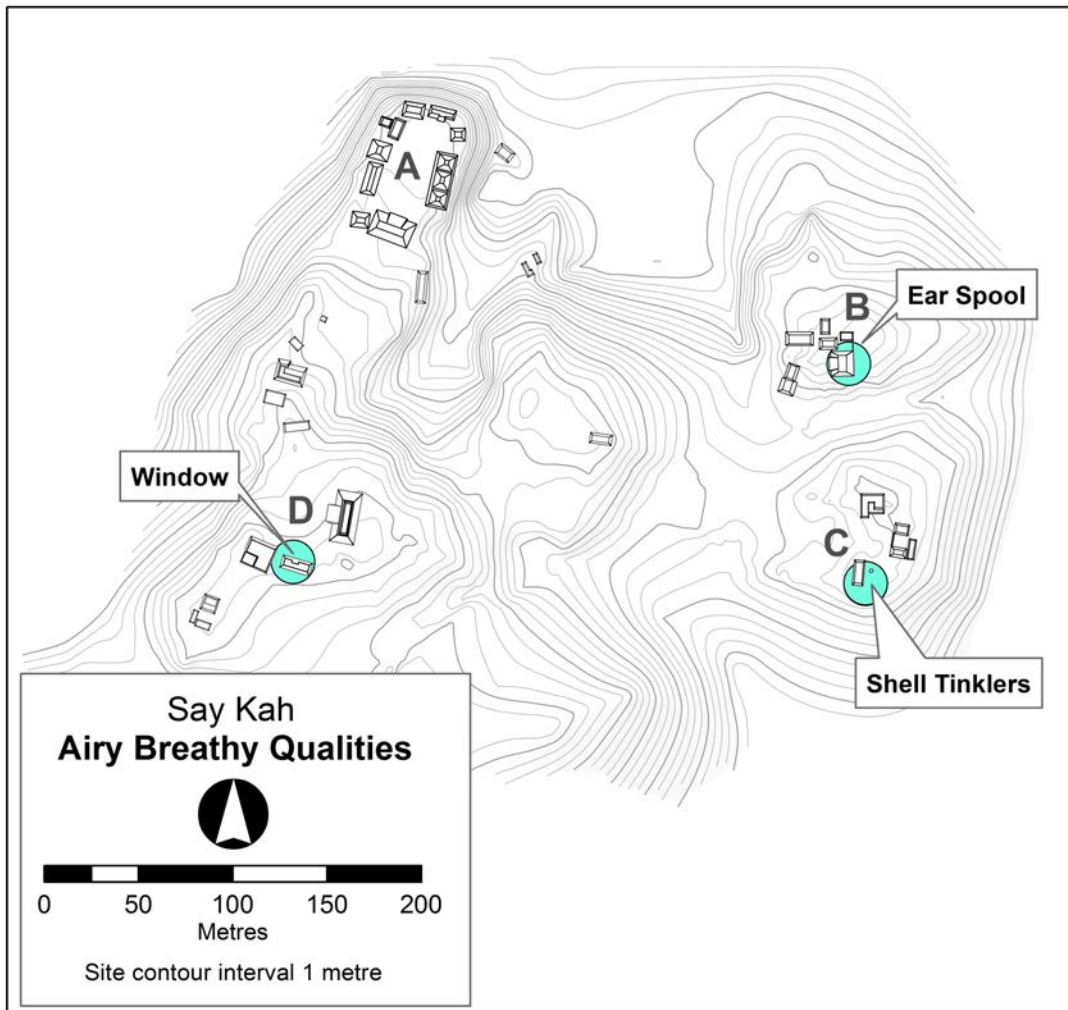 A
B
Ear Spool
Window
D
C
Shell Tinklers
Say Kah
Airy Breathy Qualities
0 50 100 150 200
Metres
Site contour interval 1 metre